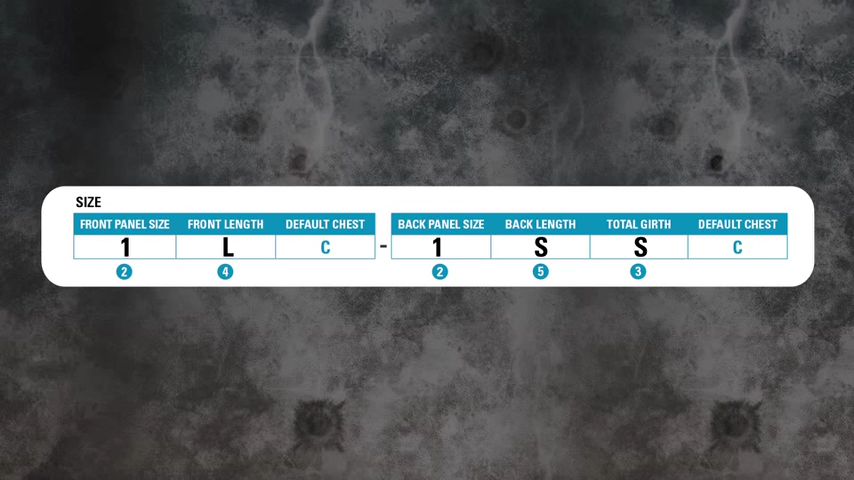 SIZE
FRONT PANEL SIZE FRONT LENGTH DEFAULT CHEST BACK PANEL SIZE BACK LENGTH TOTAL GIRTH DEFAULT CHEST
1 L C - 1 S S C
2 4 2 5 3